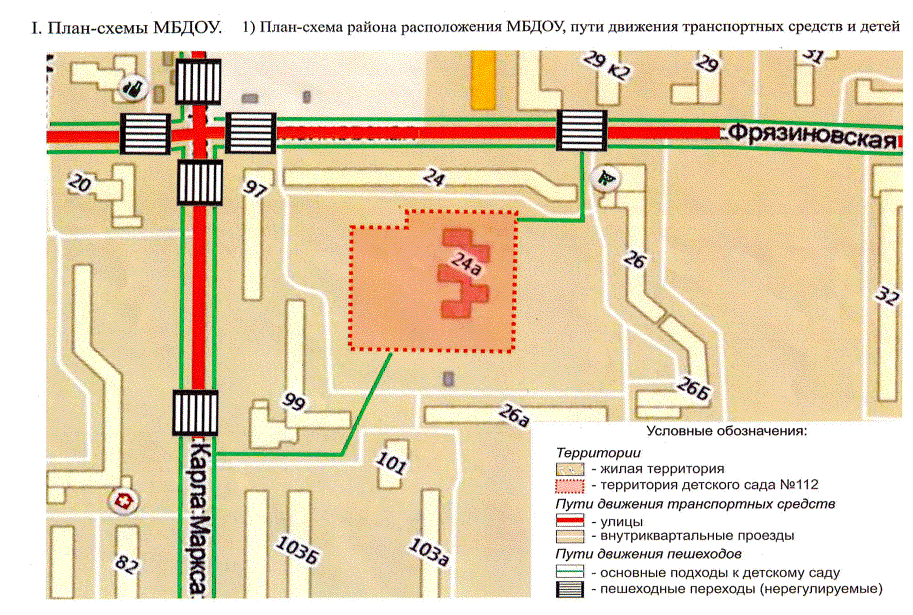 I. План-схемы МБДОУ. 1) План-схема района расположения МБДОУ, пути движения транспортных средств и детей
29 к2
29
31
Фрязиновская
20
97
24
24а
26
32
26Б
99
26а
101
Карла Маркса
82
103Б
103а
Условные обозначения:
Территории
- жилая территория
- территория детского сада №112
Пути движения транспортных средств
- улицы
- внутриквартальные проезды
Пути движения пешеходов
- основные подходы к детскому саду
- пешеходные переходы (нерегулируемые)